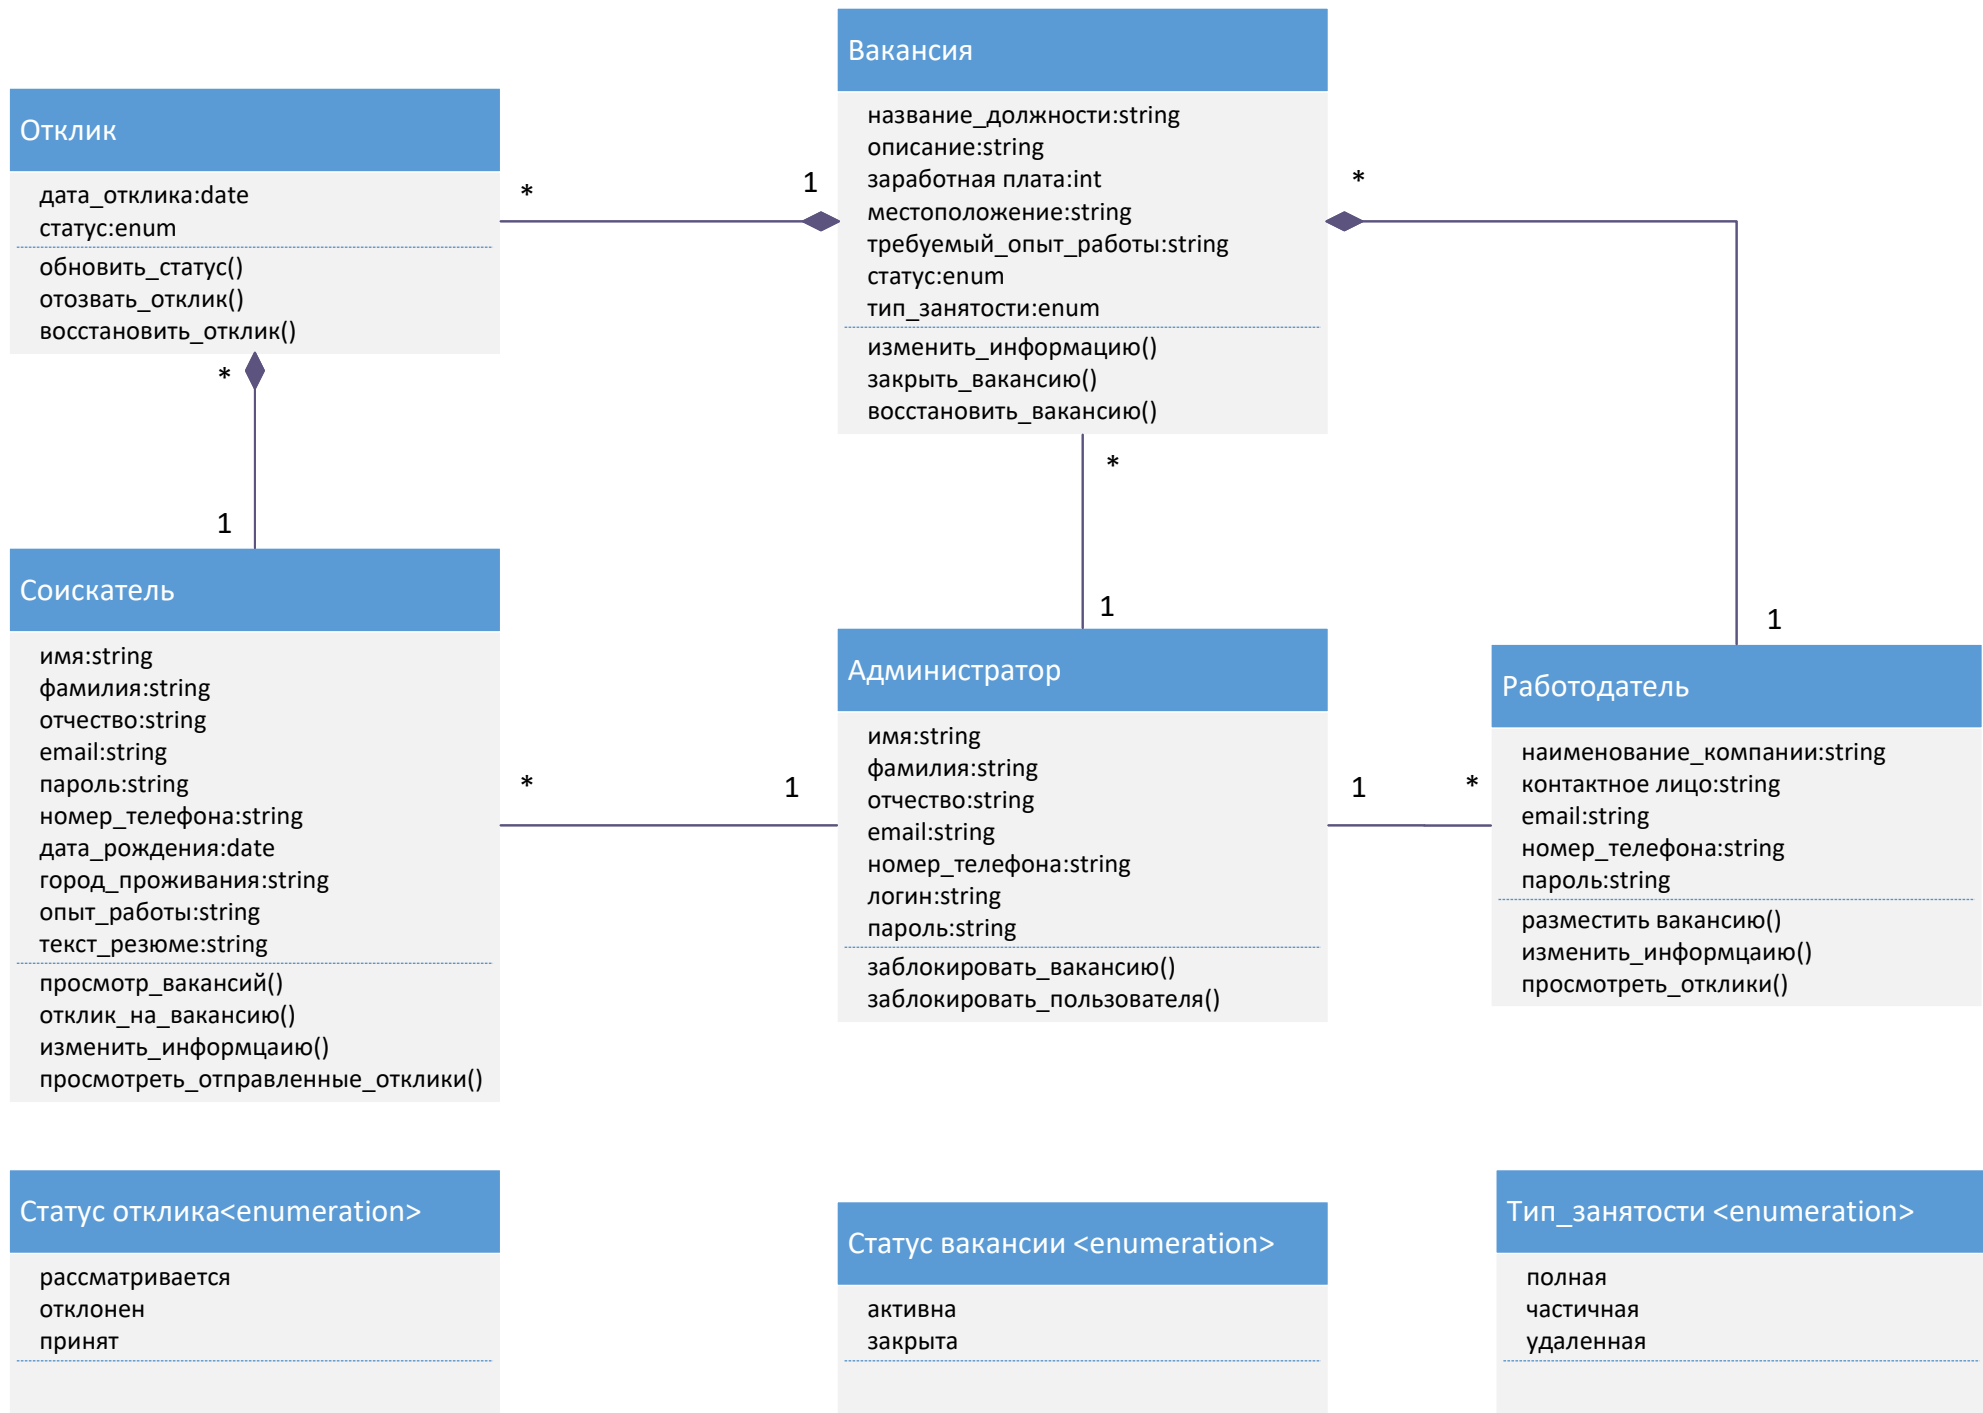 Вакансия
название_должности:string
описание:string
заработная плата:int
местоположение:string
требуемый_опыт_работы:string
статус:enum
тип_занятости:enum
изменить_информацию()
закрыть_вакансию()
восстановить_вакансию()
Отклик
дата_отклика:date
статус:enum
обновить_статус()
отозвать_отклик()
восстановить_отклик()
*
1
*
*
1
*
1
1
Соискатель
имя:string
фамилия:string
отчество:string
email:string
пароль:string
номер_телефона:string
дата_рождения:date
город_проживания:string
опыт_работы:string
текст_резюме:string
просмотр_вакансий()
отклик_на_вакансию()
изменить_информцаию()
просмотреть_отправленные_отклики()
*
1
Администратор
имя:string
фамилия:string
отчество:string
email:string
номер_телефона:string
логин:string
пароль:string
заблокировать_вакансию()
заблокировать_пользователя()
1
*
Работодатель
наименование_компании:string
контактное лицо:string
email:string
номер_телефона:string
пароль:string
разместить вакансию()
изменить_информцаию()
просмотреть_отклики()
Статус отклика<enumeration>
рассматривается
отклонен
принят
Статус вакансии <enumeration>
активна
закрыта
Тип_занятости <enumeration>
полная
частичная
удаленная